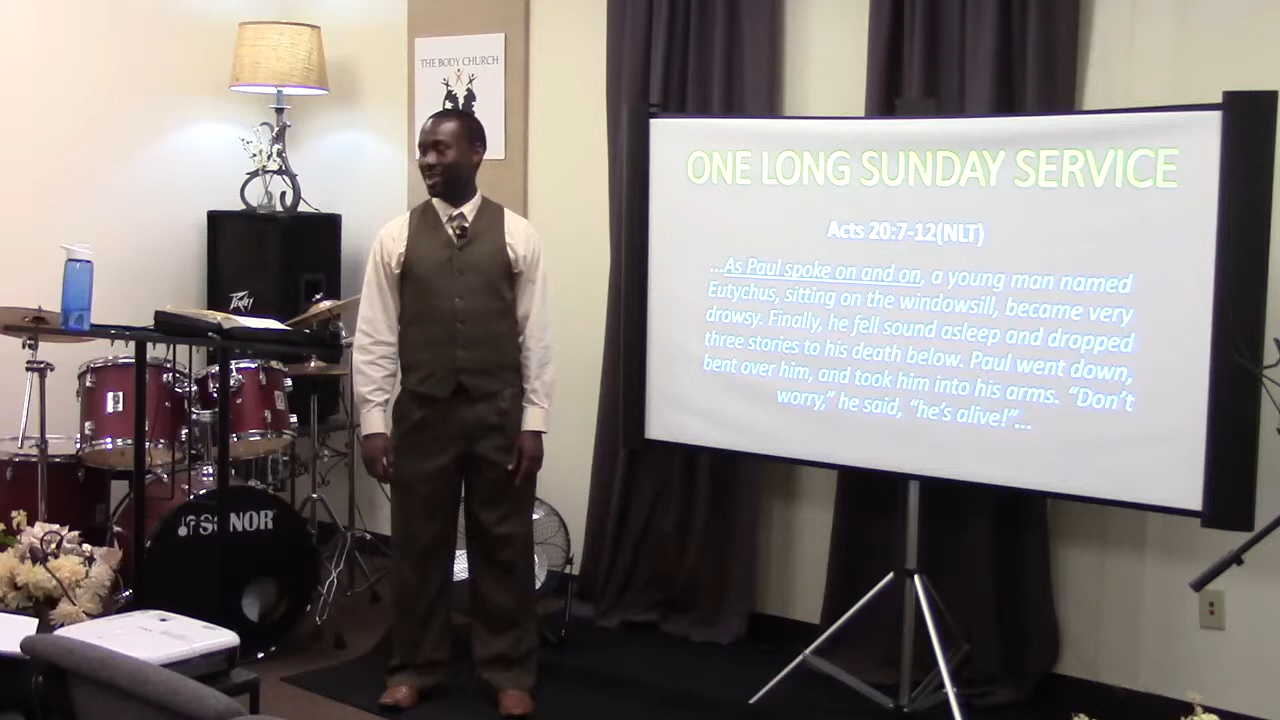 THE BODY CHURCH
ONE LONG SUNDAY SERVICE
Acts 20:7-12(NLT)
...As Paul spoke on and on, a young man named
Eutychus, sitting on the windowsill, became very
drowsy. Finally, he fell sound asleep and dropped
three stories to his death below. Paul went down,
bent over him, and took him into his arms. “Don't
worry,” he said, “he's alive!”...
Peavey
SONOR